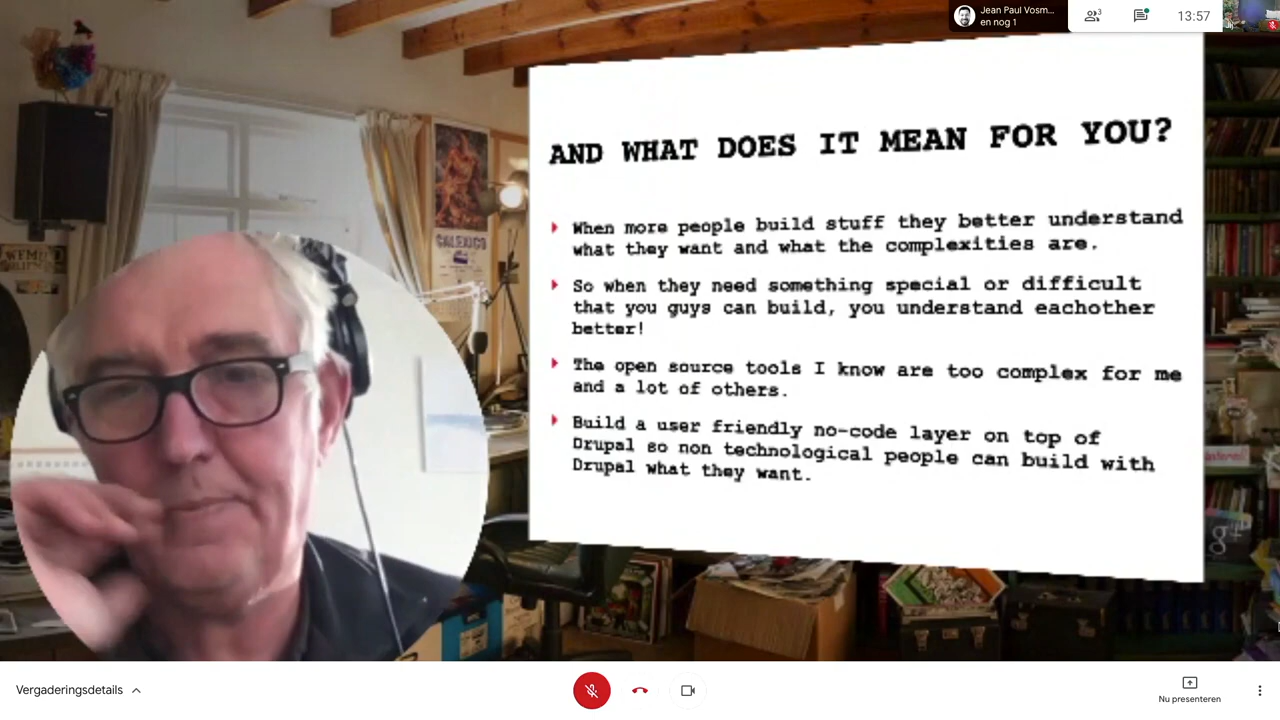 Jean Paul Vosm...
en nog 1
3
13:57
AND WHAT DOES IT MEAN FOR YOU?
When more people build stuff they better understand
what they want and what the complexities are.
So when they need something special or difficult
that you guys can build, you understand eachother
better!
The open source tools I know are too complex for me
and a lot of others.
Build a user friendly no-code layer on top of
Drupal so non technological people can build with
Drupal what they want.
CALEXICO
Vergaderingsdetails
Nu presenteren